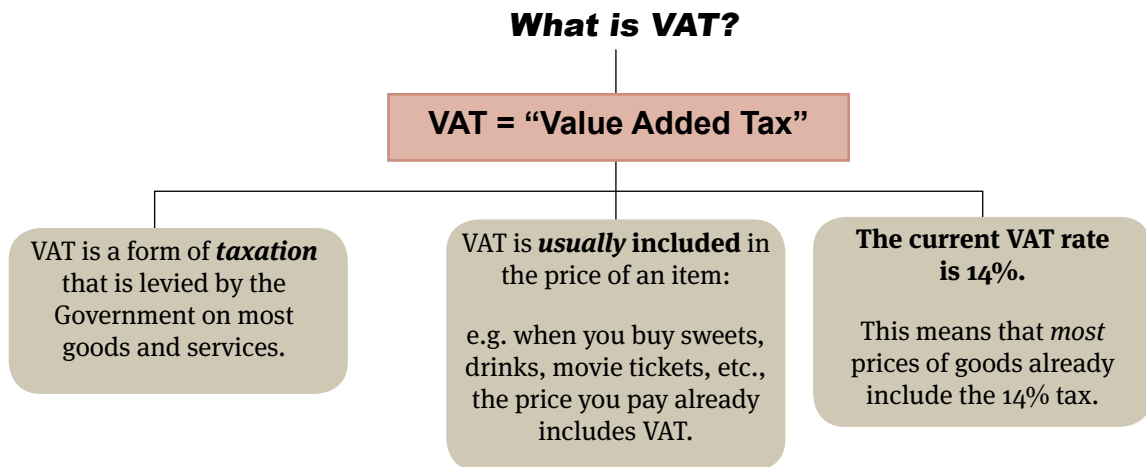 What is VAT?
VAT = “Value Added Tax”
VAT is a form of taxation
that is levied by the
Government on most
goods and services.
VAT is usually included in
the price of an item:
e.g. when you buy sweets,
drinks, movie tickets, etc.,
the price you pay already
includes VAT.
The current VAT rate
is 14%.
This means that most
prices of goods already
include the 14% tax.